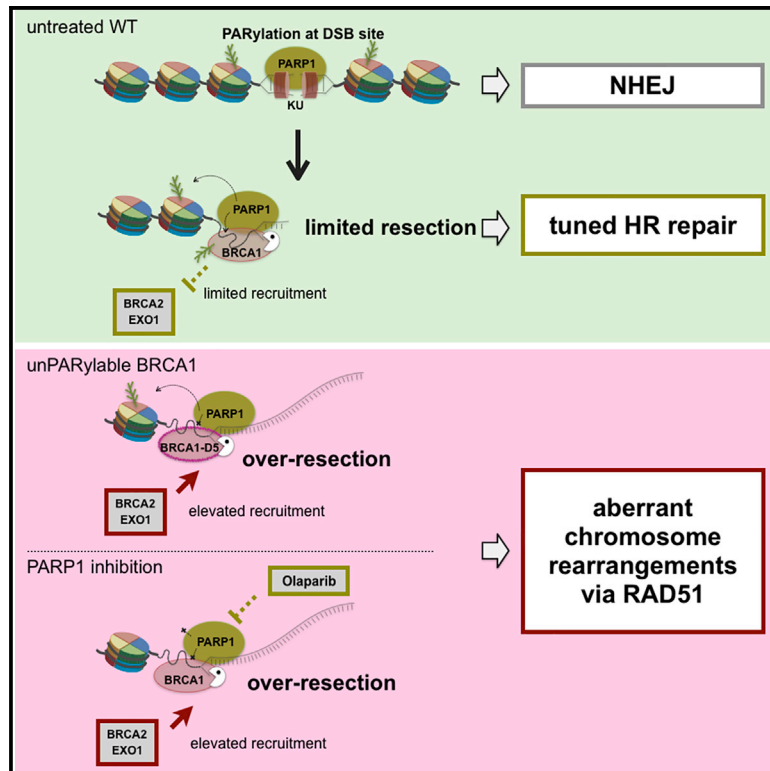 untreated WT
PARylation at DSB site
PARP1
KU
NHEJ
PARP1
BRCA1
limited resection
tuned HR repair
BRCA2
EXO1
limited recruitment
unPARylable BRCA1
PARP1
BRCA1-D5
over-resection
BRCA2
EXO1
elevated recruitment
PARP1 inhibition
Olaparib
PARP1
BRCA1
over-resection
BRCA2
EXO1
elevated recruitment
aberrant
chromosome
rearrangements
via RAD51